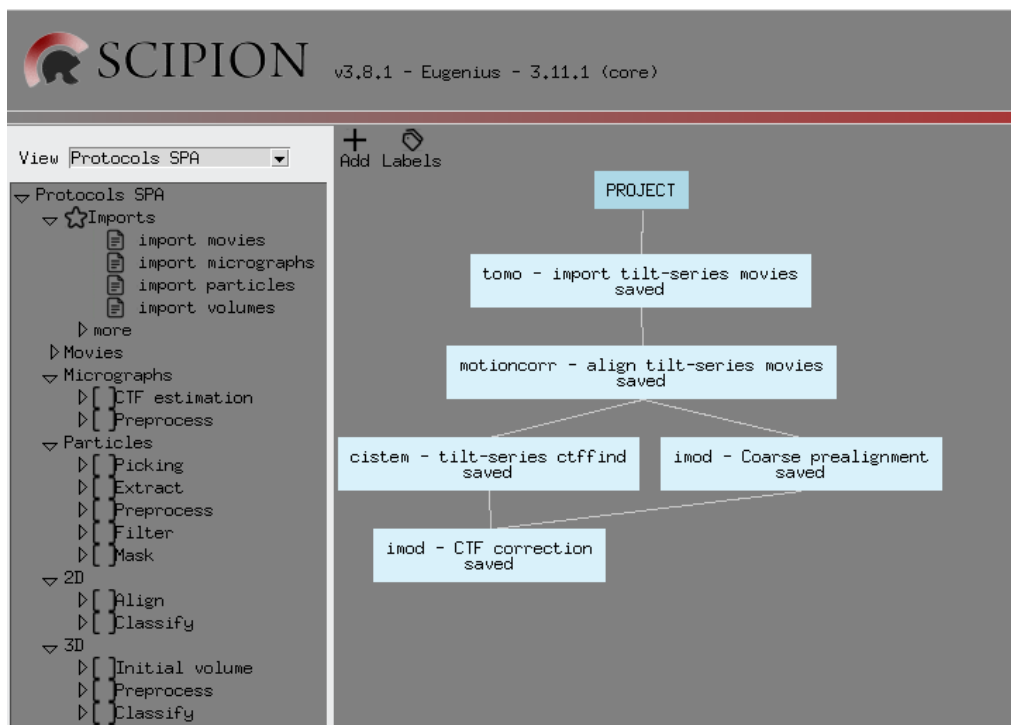 SCIPION v3.8.1 - Eugenius - 3.11.1 (core)
View Protocols SPA
Protocols SPA
Imports
import movies
import micrographs
import particles
import volumes
more
Movies
Micrographs
CTF estimation
Preprocess
Particles
Picking
Extract
Preprocess
Filter
Mask
2D
Align
Classify
3D
Initial volume
Preprocess
Classify
Add Labels
PROJECT
tomo - import tilt-series movies
saved
motioncorr - align tilt-series movies
saved
cistem - tilt-series ctffind
saved
imod - Coarse prealignment
saved
imod - CTF correction
saved